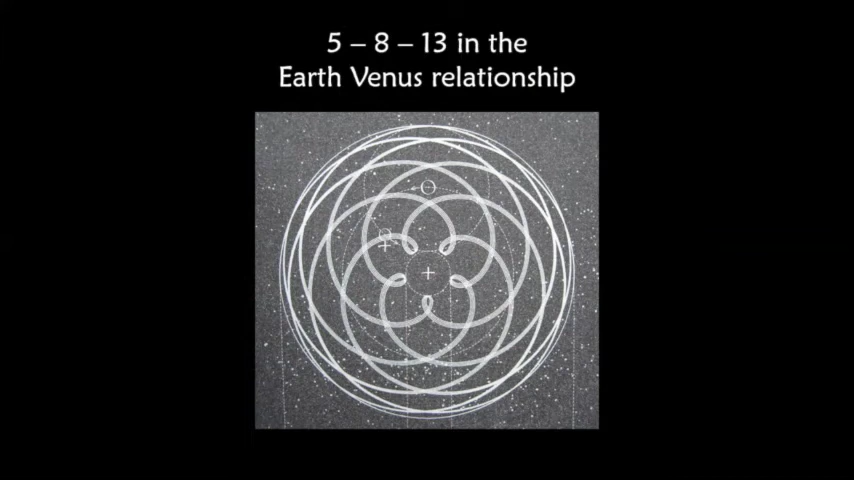 5 – 8 – 13 in the
Earth Venus relationship